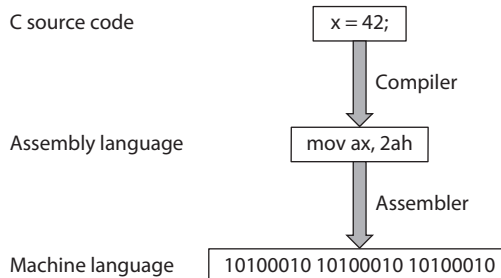 C source code x = 42;
Compiler
Assembly language mov ax, 2ah
Assembler
Machine language 10100010 10100010 10100010